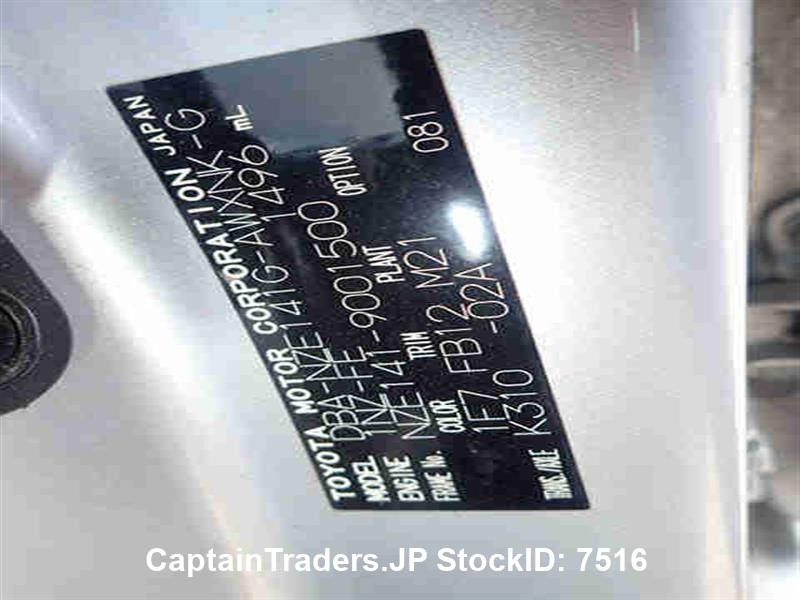 TOYOTA MOTOR CORPORATION JAPAN
MODEL DBA-NZE141G-AWXNK-G
ENGINE 1NZ-FE 1496 mL
FRAME No. NZE141-9001500
COLOR TRIM PLANT OPTION
1F7 FB12 M21 081
TRANS./AXLE K310 -02A
CaptainTraders.JP StockID: 7516